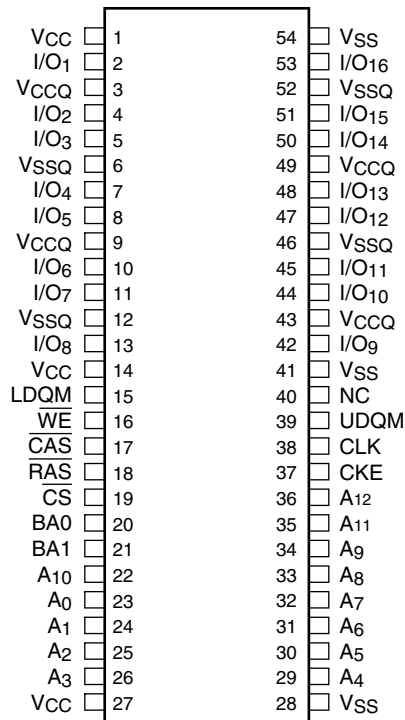 VCC 1 54 VSS
I/O1 2 53 I/O16
VCCQ 3 52 VSSQ
I/O2 4 51 I/O15
I/O3 5 50 I/O14
VSSQ 6 49 VCCQ
I/O4 7 48 I/O13
I/O5 8 47 I/O12
VCCQ 9 46 VSSQ
I/O6 10 45 I/O11
I/O7 11 44 I/O10
VSSQ 12 43 VCCQ
I/O8 13 42 I/O9
VCC 14 41 VSS
LDQM 15 40 NC
WE 16 39 UDQM
CAS 17 38 CLK
RAS 18 37 CKE
CS 19 36 A12
BA0 20 35 A11
BA1 21 34 A9
A10 22 33 A8
A0 23 32 A7
A1 24 31 A6
A2 25 30 A5
A3 26 29 A4
VCC 27 28 VSS